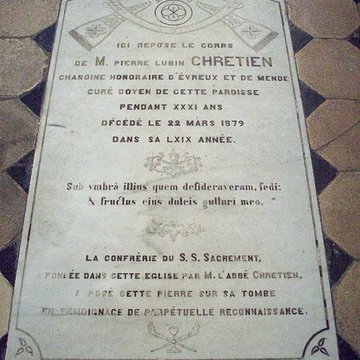 ICI REPOSE LE CORPS
DE M. PIERRE LUBIN CHRETIEN
CHANOINE HONORAIRE D'ÉVREUX ET DE MENDE
CURÉ DOYEN DE CETTE PAROISSE
PENDANT XXXI ANS
DÉCÉDÉ LE 22 MARS 1879
DANS SA LXIX ANNÉE.
Sub vmbrâ illius quem desideraveram, sedi:
& fructus eius dulcis gutturi meo.
LA CONFRÉRIE DU S. S. SACREMENT,
FONDÉE DANS CETTE EGLISE PAR M. L'ABBÉ CHRETIEN,
A POSÉ CETTE PIERRE SUR SA TOMBE
EN TÉMOIGNAGE DE PERPÉTUELLE RECONNAISSANCE.